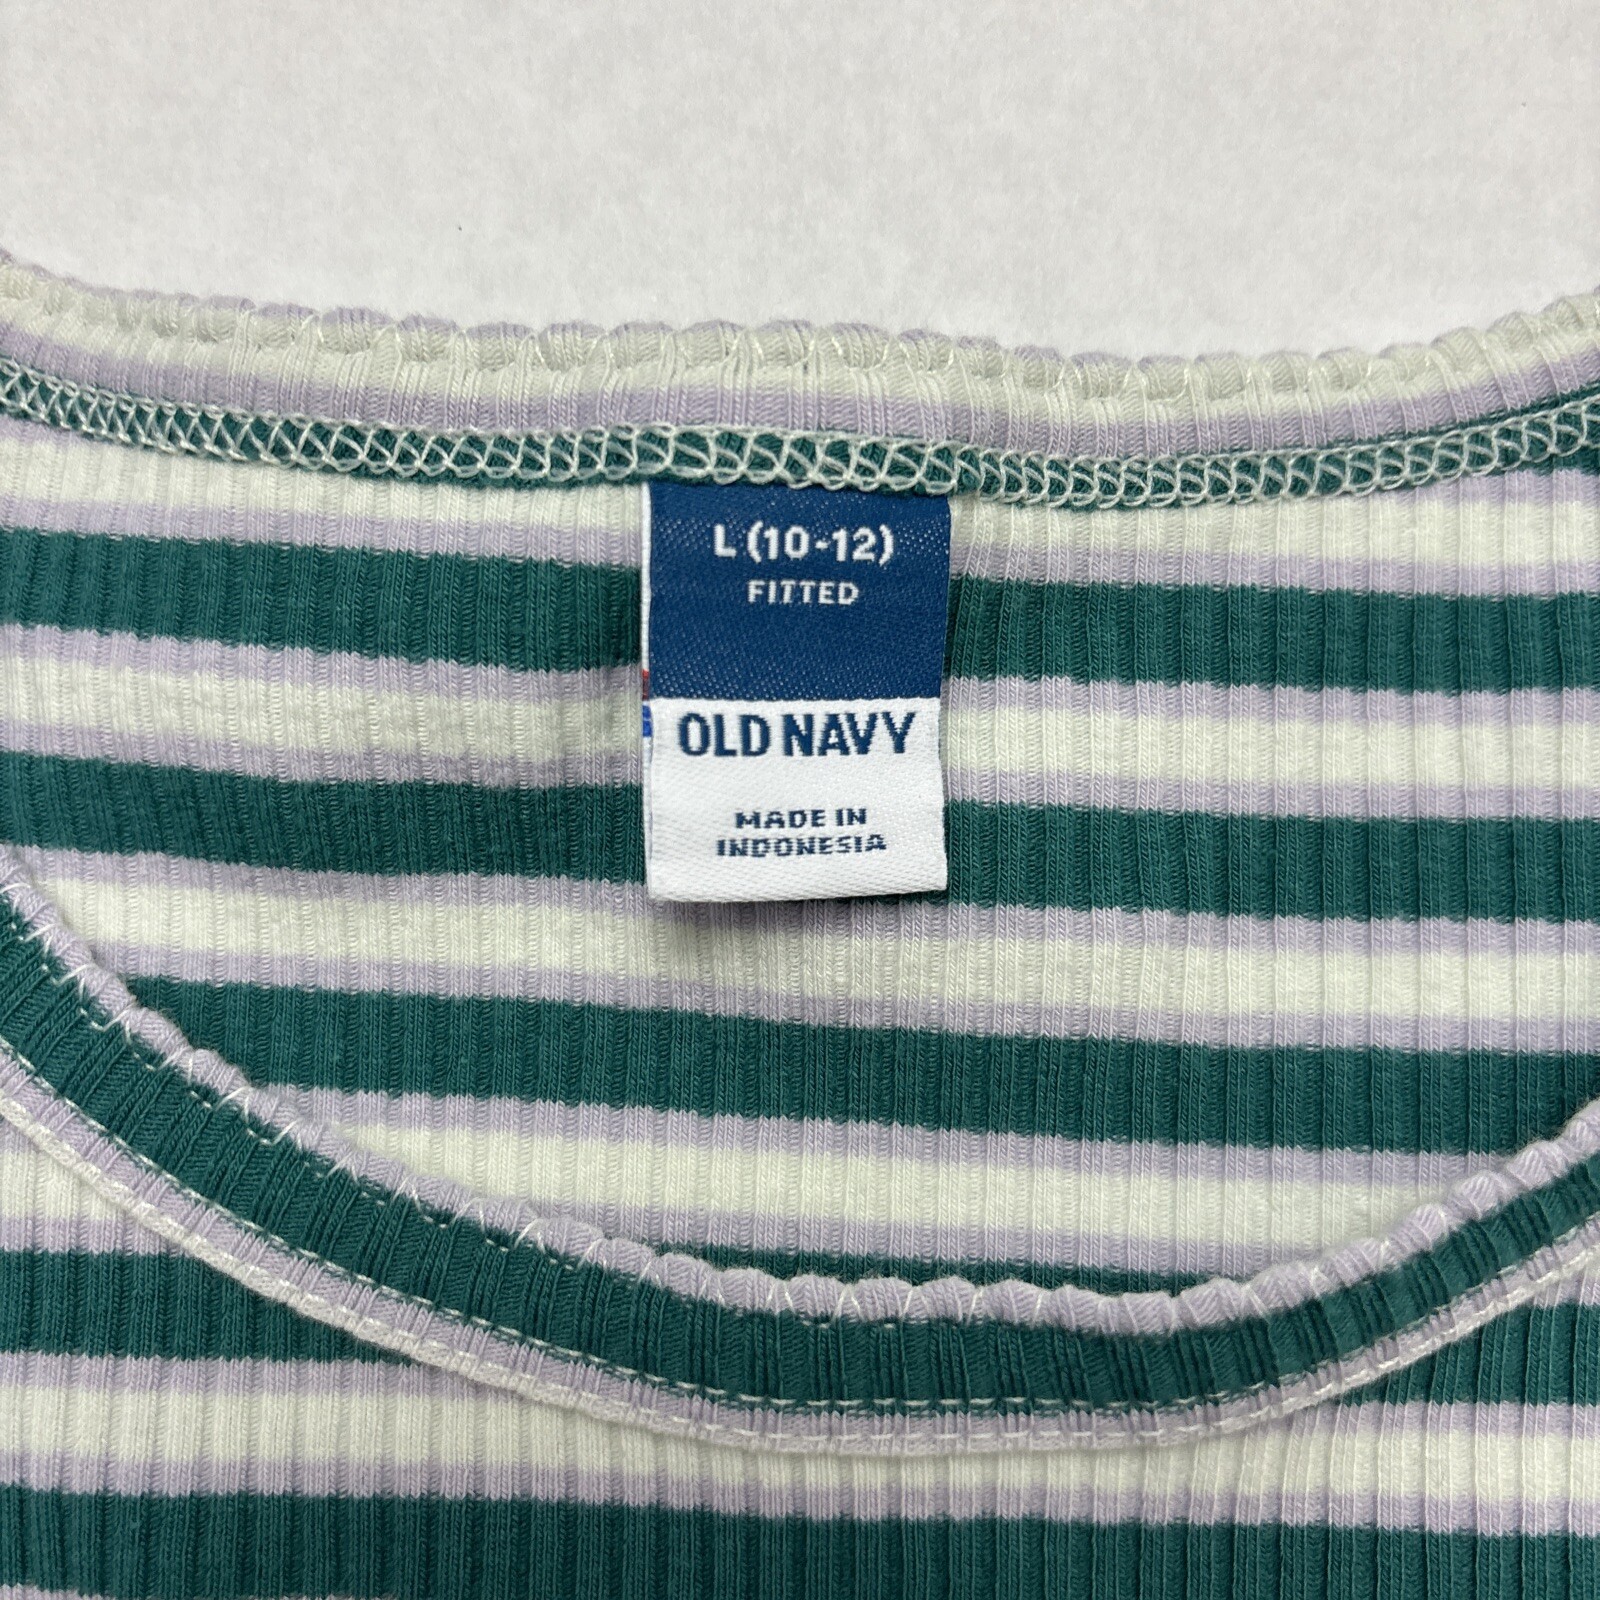 L (10-12)
FITTED
OLD NAVY
MADE IN
INDONESIA